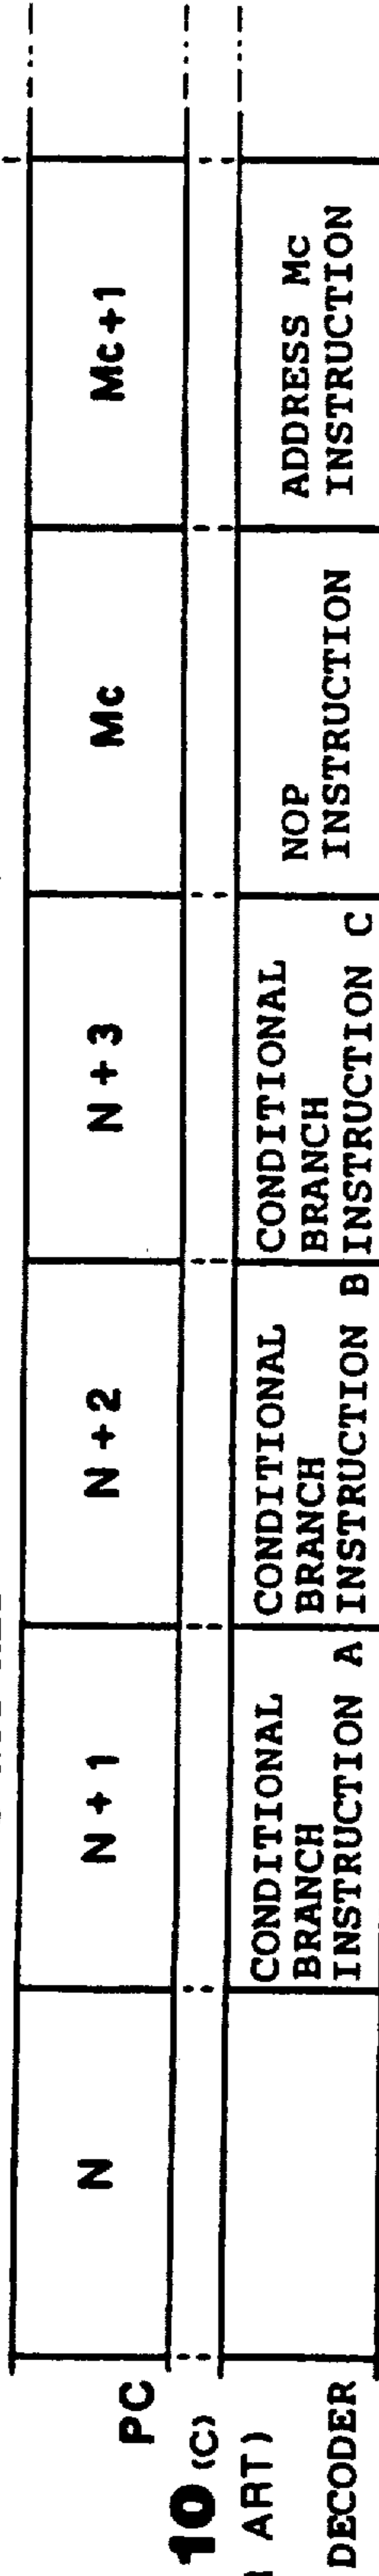 PC
N
N+1
N+2
N+3
Mc
Mc+1
10 (C)
ART)
DECODER
CONDITIONAL
BRANCH
INSTRUCTION A
CONDITIONAL
BRANCH
INSTRUCTION B
CONDITIONAL
BRANCH
INSTRUCTION C
NOP
INSTRUCTION
ADDRESS Mc
INSTRUCTION